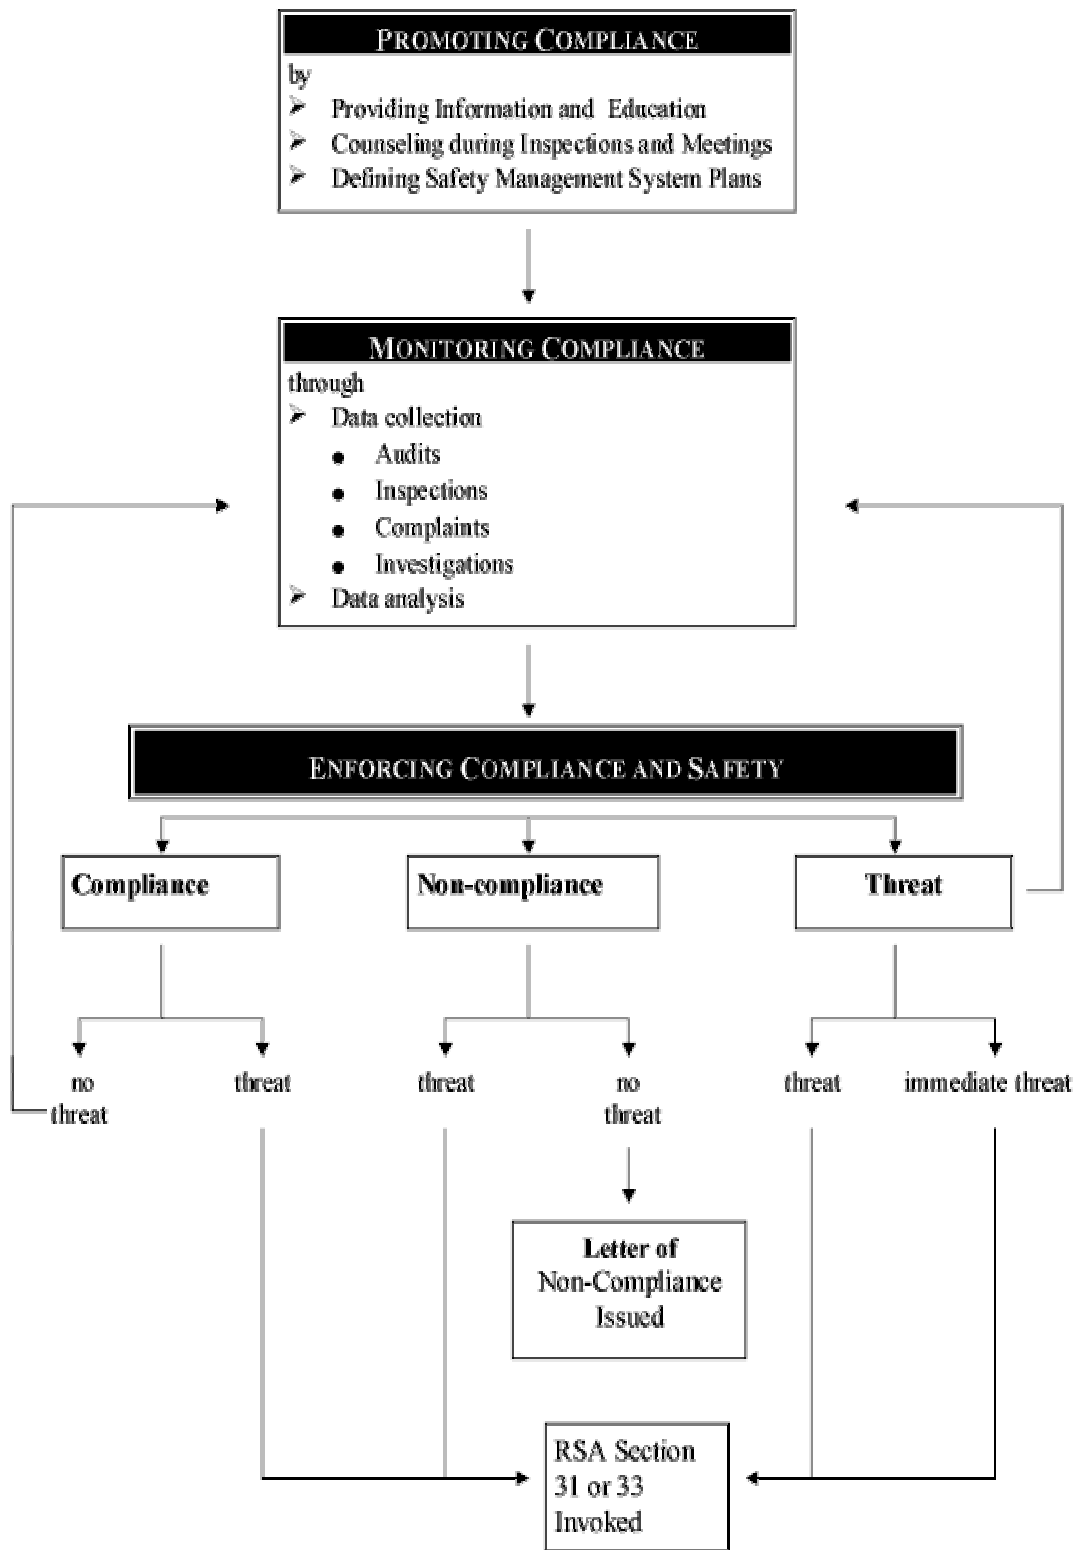 PROMOTING COMPLIANCE
by
➤ Providing Information and Education
➤ Counseling during Inspections and Meetings
➤ Defining Safety Management System Plans
MONITORING COMPLIANCE
through
➤ Data collection
● Audits
● Inspections
● Complaints
● Investigations
➤ Data analysis
ENFORCING COMPLIANCE AND SAFETY
Compliance
Non-compliance
Threat
no
threat
threat
threat
no
threat
threat
immediate threat
Letter of
Non-Compliance
Issued
RSA Section
31 or 33
Invoked